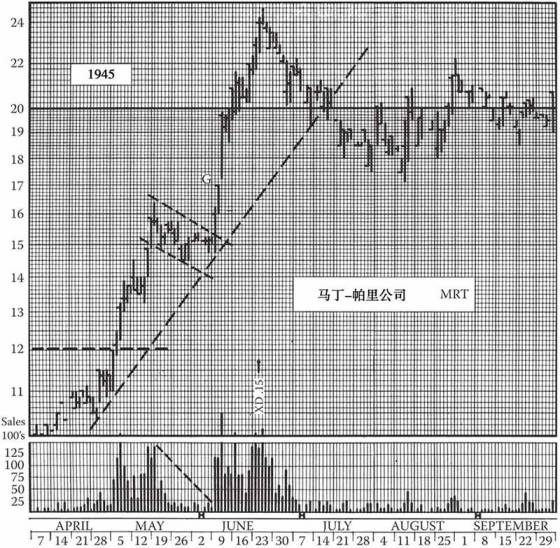 24
22
1945
20
19
18
17
G
16
15
14
马丁-帕里公司 MRT
13
12
11
XD .15
Sales
100's
125
100
75
50
25
APRIL MAY JUNE JULY AUGUST SEPTEMBER
7 14 21 28 5 12 19 26 2 9 16 23 30 7 14 21 28 4 11 18 25 1 8 15 22 29